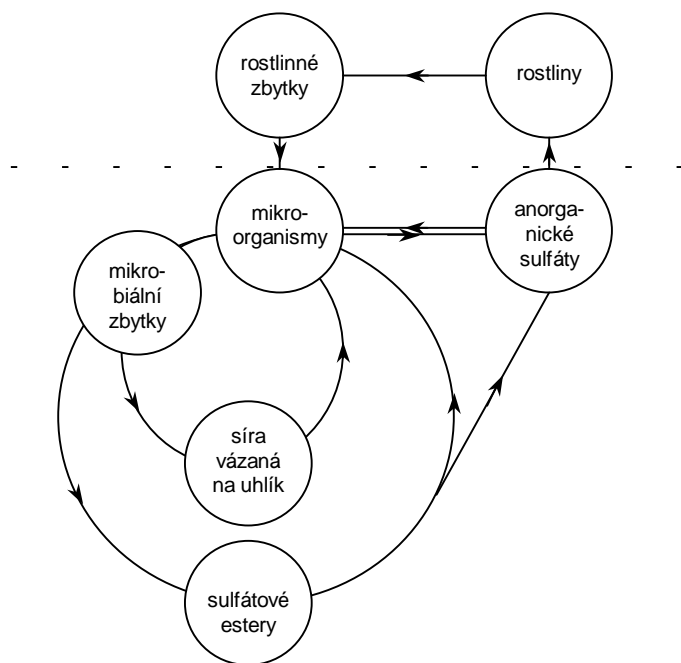 rostlinné
zbytky
rostliny
mikro-
organismy
anorga-
nické
sulfáty
mikro-
biální
zbytky
síra
vázaná
na uhlík
sulfátové
estery